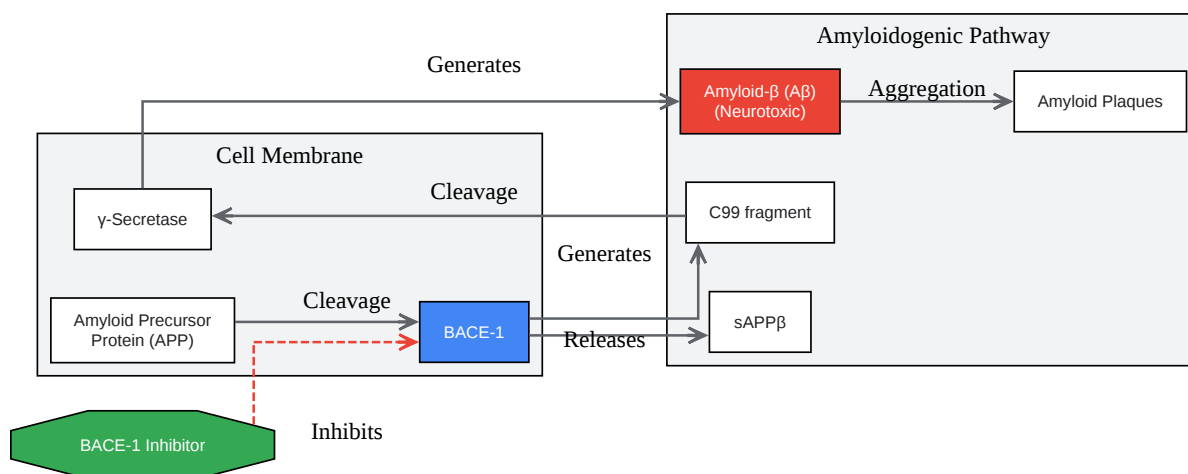 Amyloidogenic Pathway
Generates
Amyloid-β (Aβ)
(Neurotoxic)
Aggregation
Amyloid Plaques
Cell Membrane
γ-Secretase
Cleavage
C99 fragment
Generates
Amyloid Precursor
Protein (APP)
Cleavage
BACE-1
Releases
sAPPβ
BACE-1 Inhibitor
Inhibits